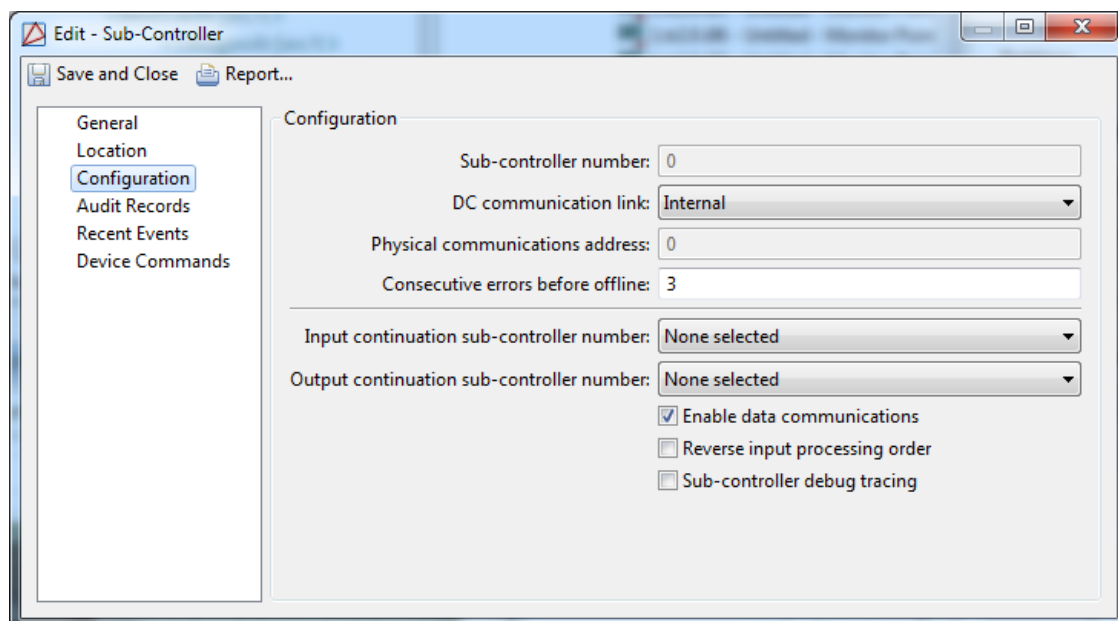 Edit - Sub-Controller
Save and Close Report...
General
Location
Configuration
Audit Records
Recent Events
Device Commands
Configuration
Sub-controller number: 0
DC communication link: Internal
Physical communications address: 0
Consecutive errors before offline: 3
Input continuation sub-controller number: None selected
Output continuation sub-controller number: None selected
Enable data communications
Reverse input processing order
Sub-controller debug tracing